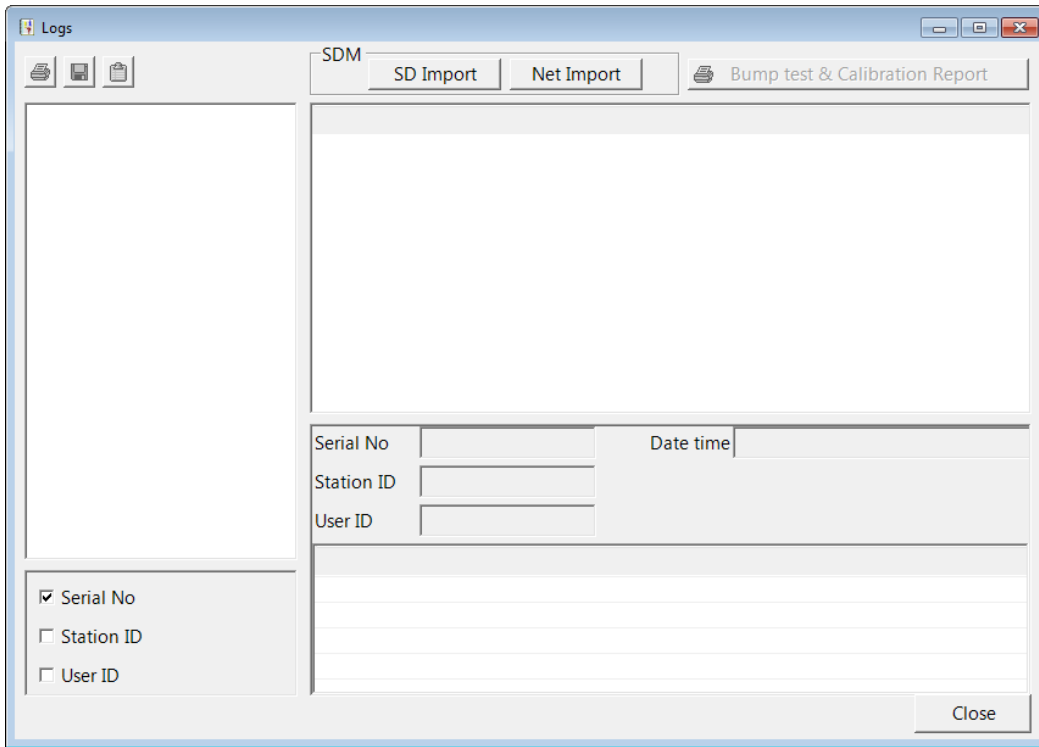 Logs
SDM
SD Import
Net Import
Bump test & Calibration Report
Serial No
Date time
Station ID
User ID
Serial No
Station ID
User ID
Close